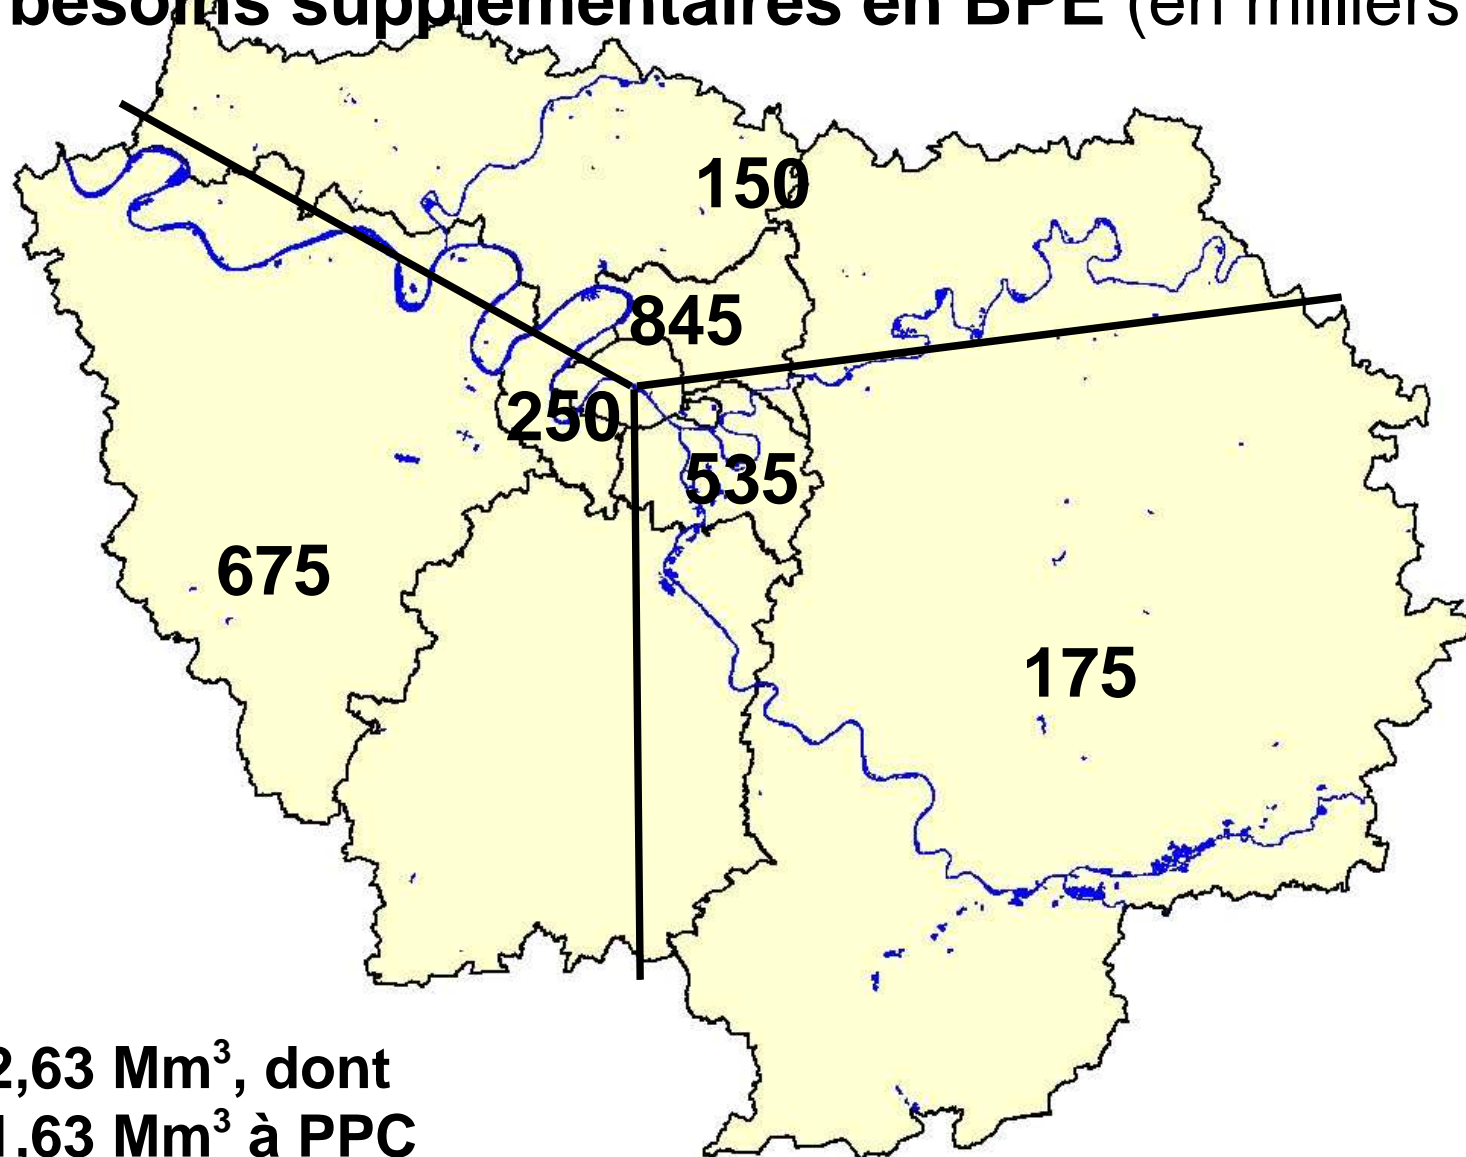 besoins supplémentaires en BPE (en milliers
150
845
250
535
675
175
2,63 Mm³, dont
1.63 Mm³ à PPC